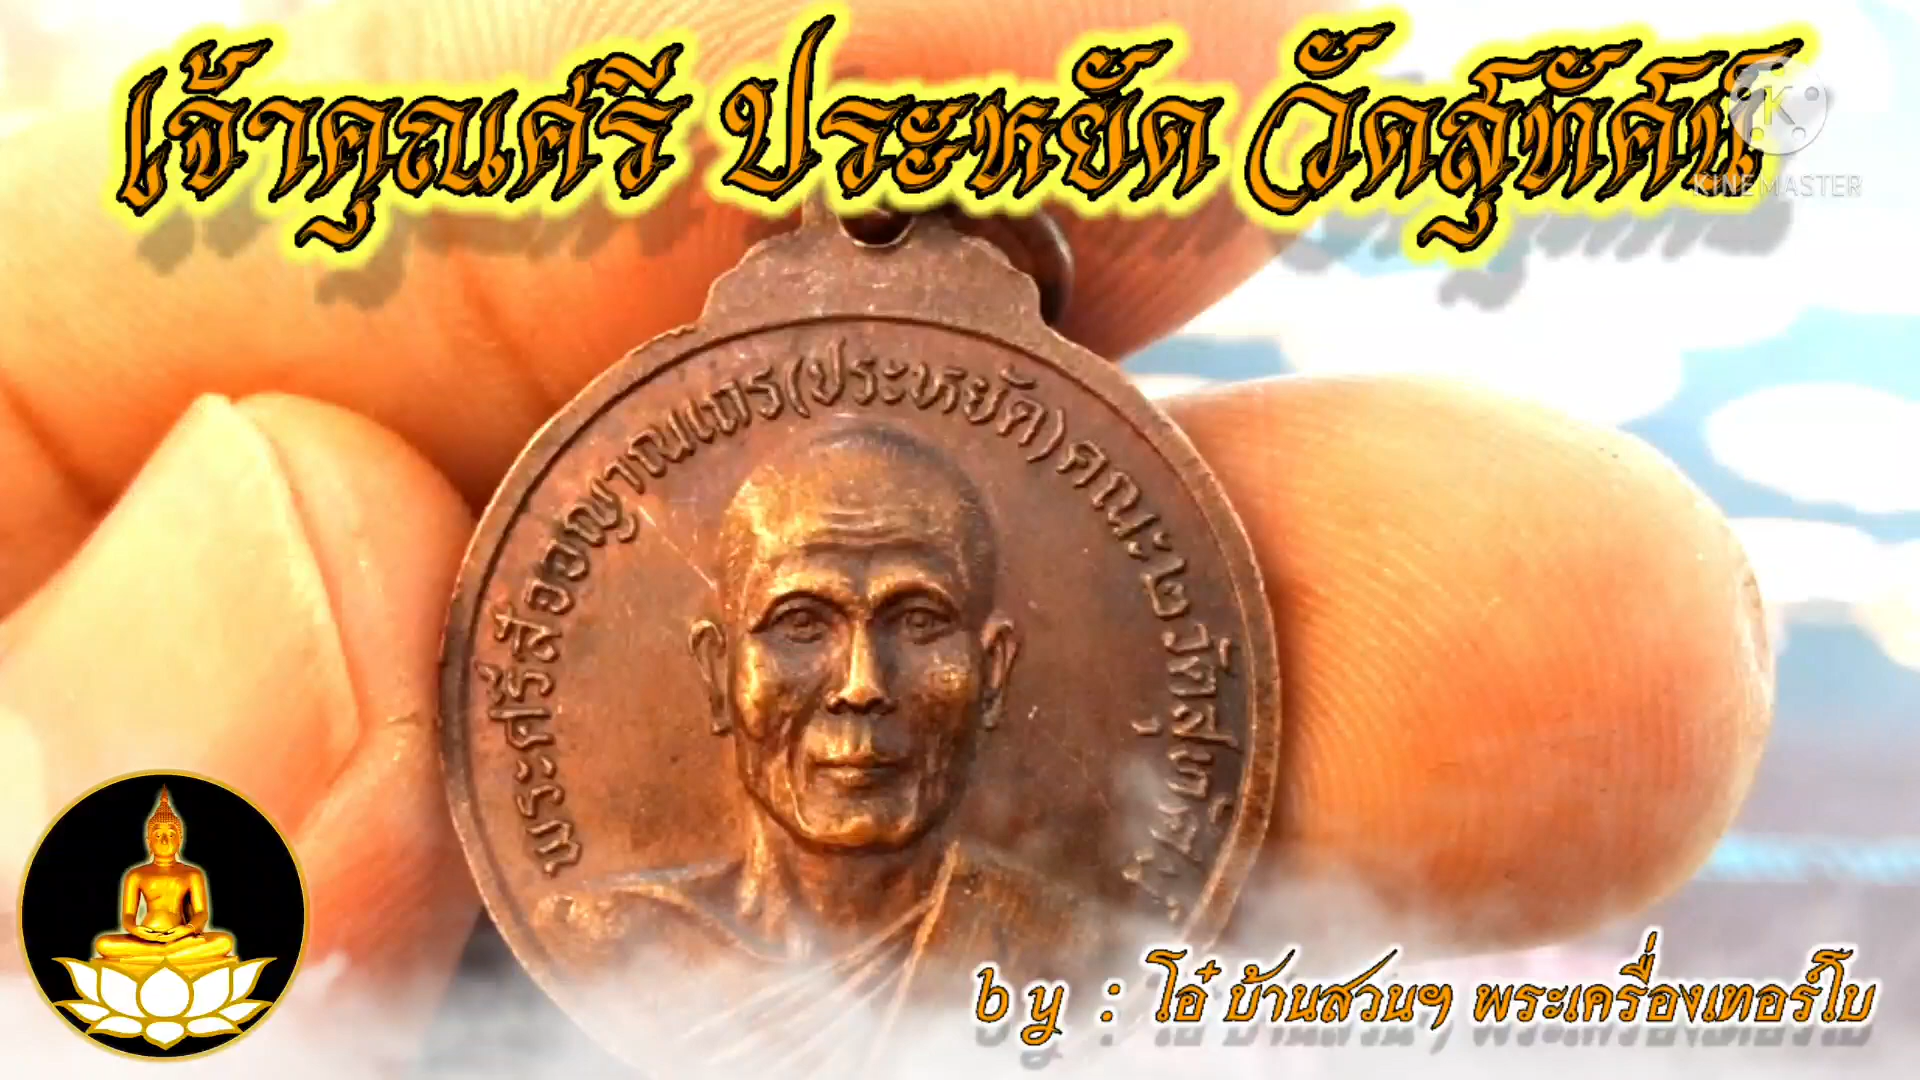 เจ้าคุณศรี ประหยัด วัดสุทัศน์
KINEMASTER
พระศรีสัจจญาณเถร(ประหยัด) คณะ๒วัดสุทัศน์
by : โอ๋ บ้านสวนฯ พระเครื่องเทอร์โบ